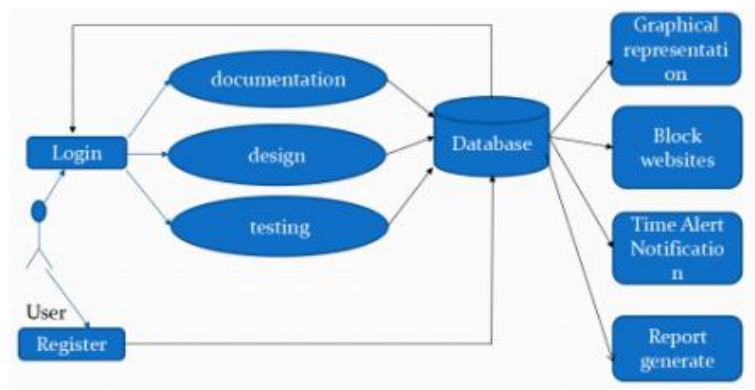 Graphical
representati
on
documentation
Database
Login
design
Block
websites
testing
Time Alert
Notificatio
n
User
Register
Report
generate